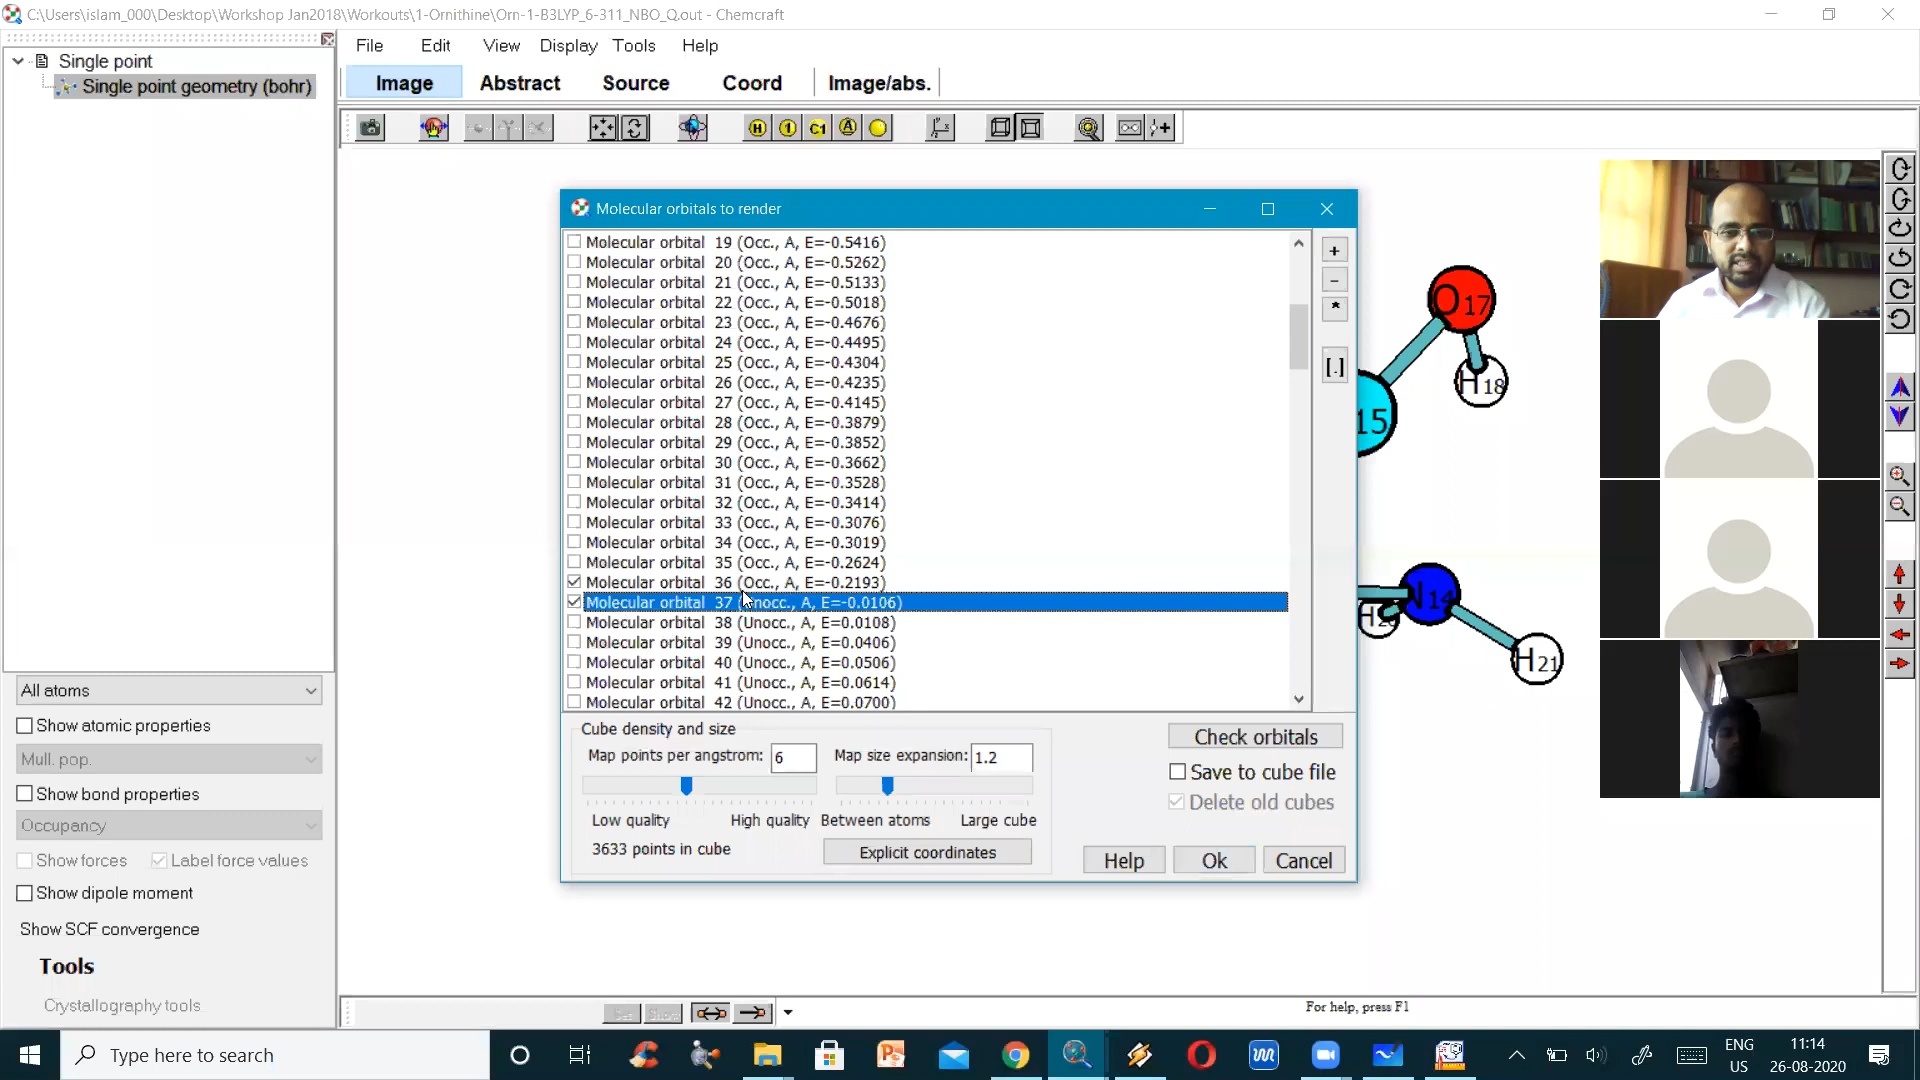 C:\Users\islam_000\Desktop\Workshop Jan2018\Workouts\1-Ornithine\Orn-1-B3LYP_6-311_NBO_Q.out - Chemcraft
Single point
Single point geometry (bohr)
File Edit View Display Tools Help
Image Abstract Source Coord Image/abs.
H 1 C1 A
Molecular orbitals to render
Molecular orbital 19 (Occ., A, E=-0.5416)
Molecular orbital 20 (Occ., A, E=-0.5262)
Molecular orbital 21 (Occ., A, E=-0.5133)
Molecular orbital 22 (Occ., A, E=-0.5018)
Molecular orbital 23 (Occ., A, E=-0.4676)
Molecular orbital 24 (Occ., A, E=-0.4495)
Molecular orbital 25 (Occ., A, E=-0.4304)
Molecular orbital 26 (Occ., A, E=-0.4235)
Molecular orbital 27 (Occ., A, E=-0.4145)
Molecular orbital 28 (Occ., A, E=-0.3879)
Molecular orbital 29 (Occ., A, E=-0.3852)
Molecular orbital 30 (Occ., A, E=-0.3662)
Molecular orbital 31 (Occ., A, E=-0.3528)
Molecular orbital 32 (Occ., A, E=-0.3414)
Molecular orbital 33 (Occ., A, E=-0.3076)
Molecular orbital 34 (Occ., A, E=-0.3019)
Molecular orbital 35 (Occ., A, E=-0.2624)
Molecular orbital 36 (Occ., A, E=-0.2193)
Molecular orbital 37 (Unocc., A, E=-0.0106)
Molecular orbital 38 (Unocc., A, E=0.0108)
Molecular orbital 39 (Unocc., A, E=0.0406)
Molecular orbital 40 (Unocc., A, E=0.0506)
Molecular orbital 41 (Unocc., A, E=0.0614)
Molecular orbital 42 (Unocc., A, E=0.0700)
+
-
*
[.]
Cube density and size
Map points per angstrom: 6
Map size expansion: 1.2
Low quality High quality Between atoms Large cube
3633 points in cube
Explicit coordinates
Check orbitals
Save to cube file
Delete old cubes
Help Ok Cancel
O17
H18
15
N14
H21
All atoms
Show atomic properties
Mull. pop.
Show bond properties
Occupancy
Show forces Label force values
Show dipole moment
Show SCF convergence
Tools
Crystallography tools
For help, press F1
Type here to search
ENG
US
11:14
26-08-2020